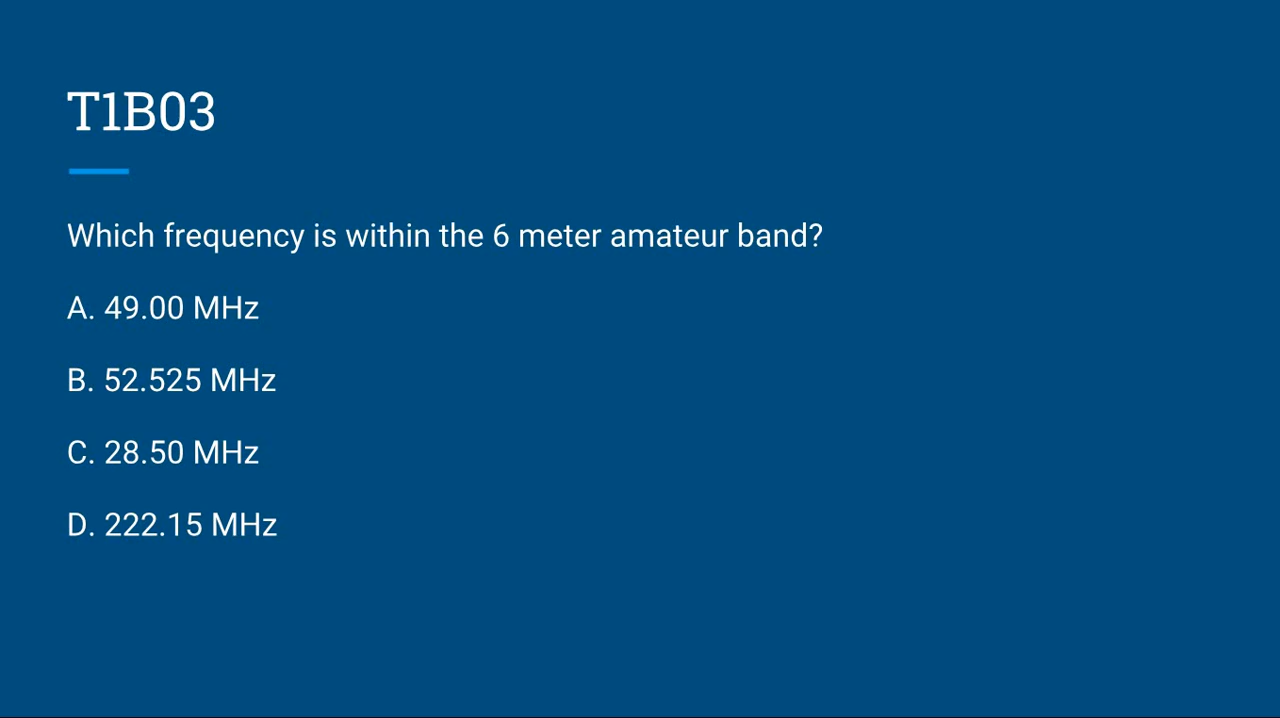 T1B03
Which frequency is within the 6 meter amateur band?
A. 49.00 MHz
B. 52.525 MHz
C. 28.50 MHz
D. 222.15 MHz